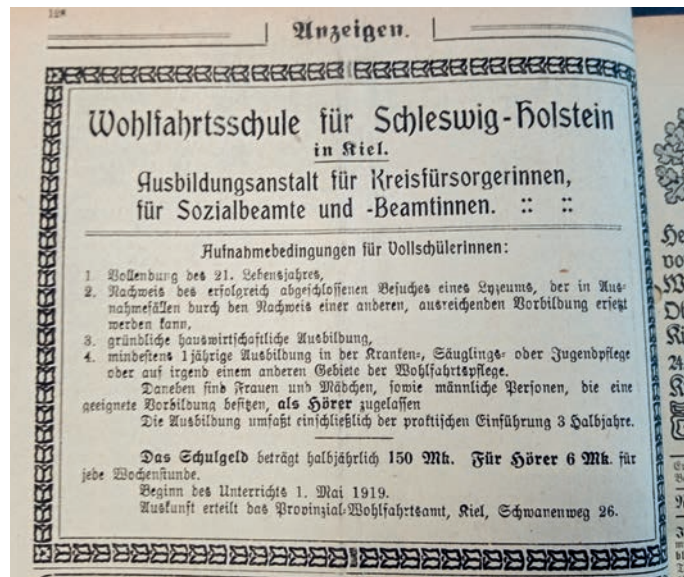 108
Anzeigen.
Wohlfahrtsschule für Schleswig-Holstein
in Kiel.
Ausbildungsanstalt für Kreisfürsorgerinnen,
für Sozialbeamte und -Beamtinnen. :: ::
Aufnahmebedingungen für Vollschülerinnen:
1. Vollendung des 21. Lebensjahres,
2. Nachweis des erfolgreich abgeschlossenen Besuches eines Lyzeums, der in Aus-
nahmefällen durch den Nachweis einer anderen, ausreichenden Vorbildung ersetzt
werden kann,
3. gründliche hauswirtschaftliche Ausbildung,
4. mindestens 1 jährige Ausbildung in der Kranken-, Säuglings- oder Jugendpflege
oder auf irgend einem anderen Gebiete der Wohlfahrtspflege.
Daneben sind Frauen und Mädchen, sowie männliche Personen, die eine
geeignete Vorbildung besitzen, als Hörer zugelassen
Die Ausbildung umfaßt einschließlich der praktischen Einführung 3 Halbjahre.
Das Schulgeld beträgt halbjährlich 150 Mk. Für Hörer 6 Mk. für
jede Wochenstunde.
Beginn des Unterrichts 1. Mai 1919.
Auskunft erteilt das Provinzial-Wohlfahrtsamt, Kiel, Schwanenweg 26.